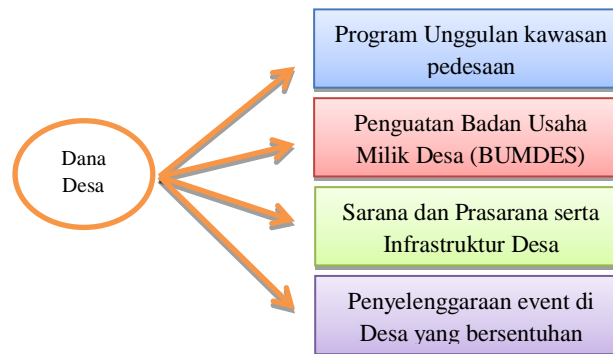 Program Unggulan kawasan
pedesaan
Dana
Desa
Penguatan Badan Usaha
Milik Desa (BUMDES)
Sarana dan Prasarana serta
Infrastruktur Desa
Penyelenggaraan event di
Desa yang bersentuhan